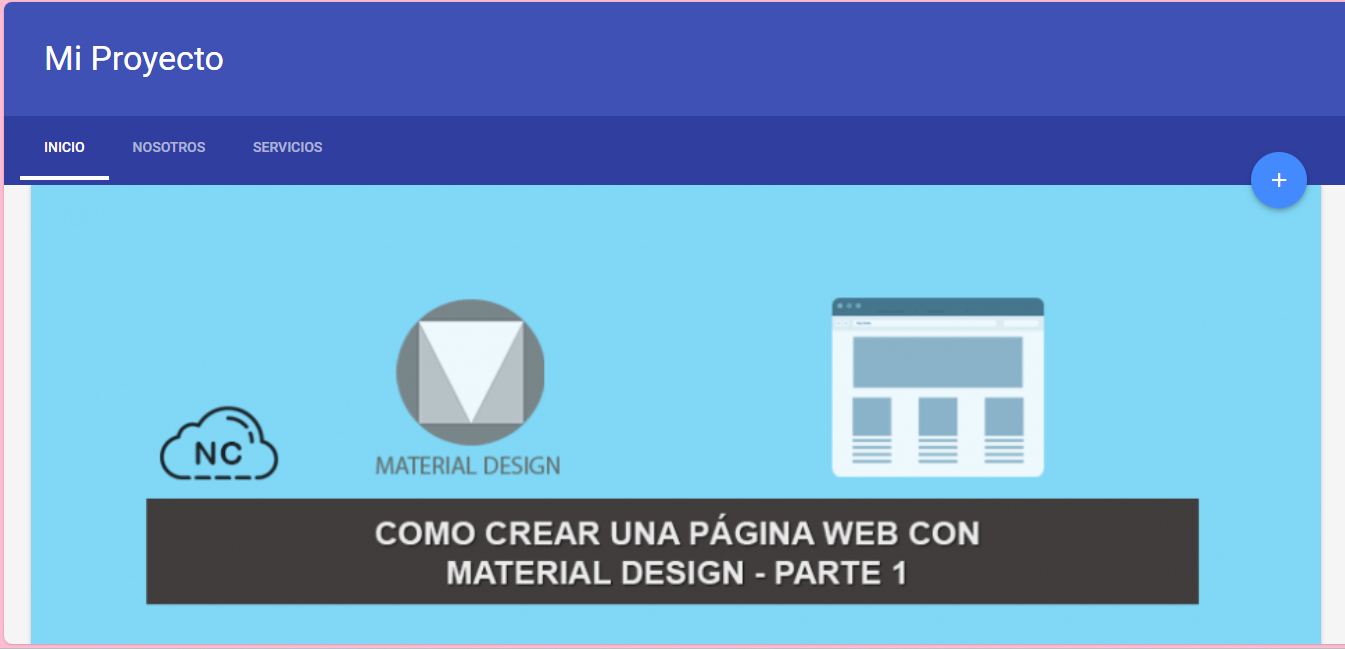 Mi Proyecto
INICIO NOSOTROS SERVICIOS
+
NC
MATERIAL DESIGN
COMO CREAR UNA PÁGINA WEB CON
MATERIAL DESIGN - PARTE 1